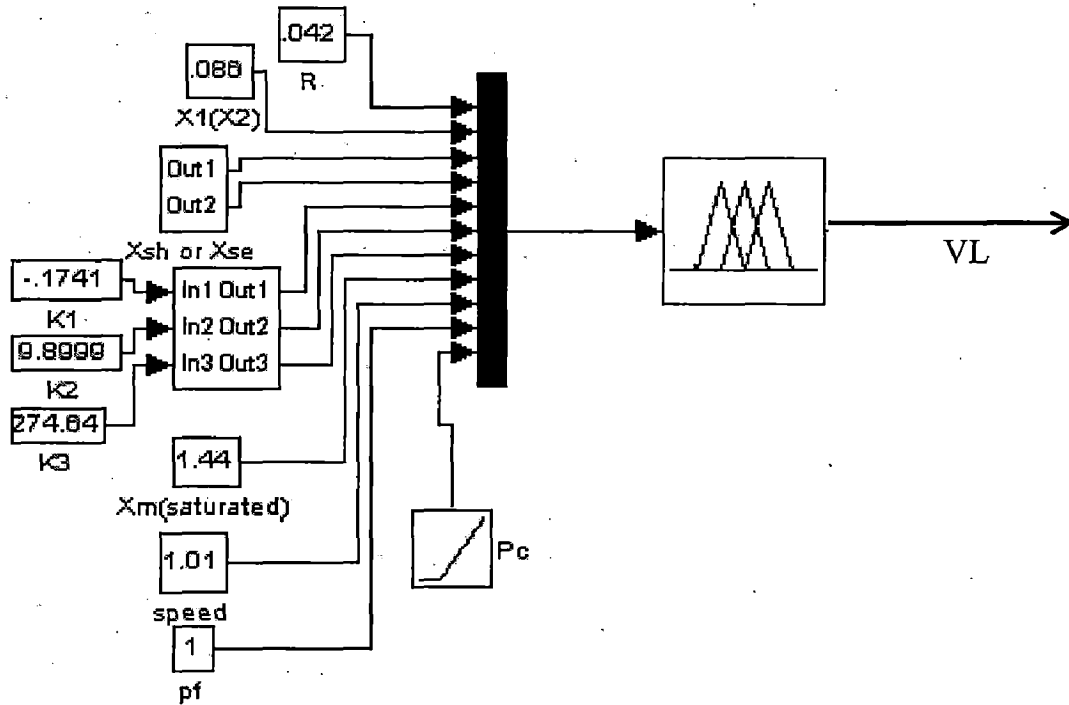 .042
R
.086
X1(X2)
Out1
Out2
Xsh or Xse
-.1741
K1
9.8999
K2
274.64
K3
In1 Out1
In2 Out2
In3 Out3
1.44
Xm(saturated)
1.01
speed
1
pf
Pc
VL